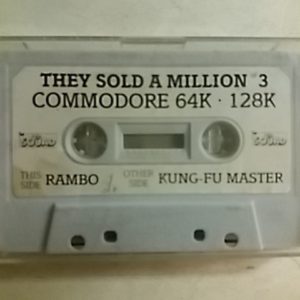 THEY SOLD A MILLION #3
COMMODORE 64K · 128K
THIS SIDE RAMBO
OTHER SIDE KUNG-FU MASTER